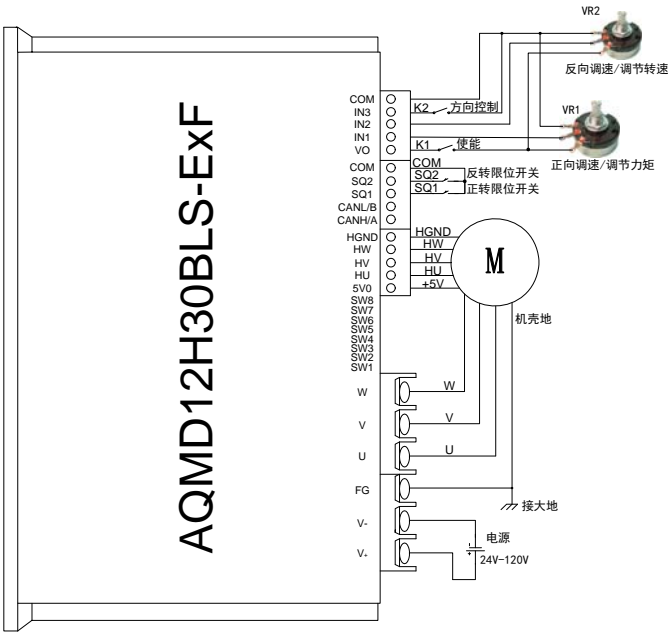 VR2
反向调速/调节转速
VR1
正向调速/调节力矩
AQMD12H30BLS-ExF
COM
IN3
IN2
IN1
VO
K2 方向控制
K1 使能
COM
SQ2
SQ1
CANL/B
CANH/A
COM
SQ2 反转限位开关
SQ1 正转限位开关
HGND
HW
HV
HU
5V0
HGND
HW
HV
HU
+5V
M
机壳地
SW8
SW7
SW6
SW5
SW4
SW3
SW2
SW1
W W
V V
U U
FG
接大地
V-
V+
电源
24V-120V